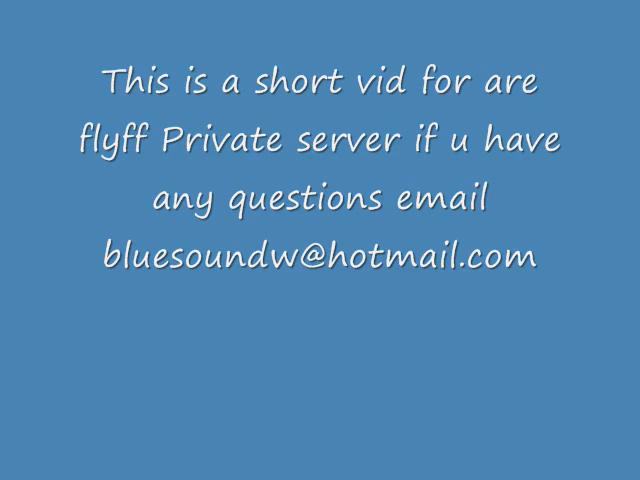 This is a short vid for are
flyff Private server if u have
any questions email
bluesoundw@hotmail.com